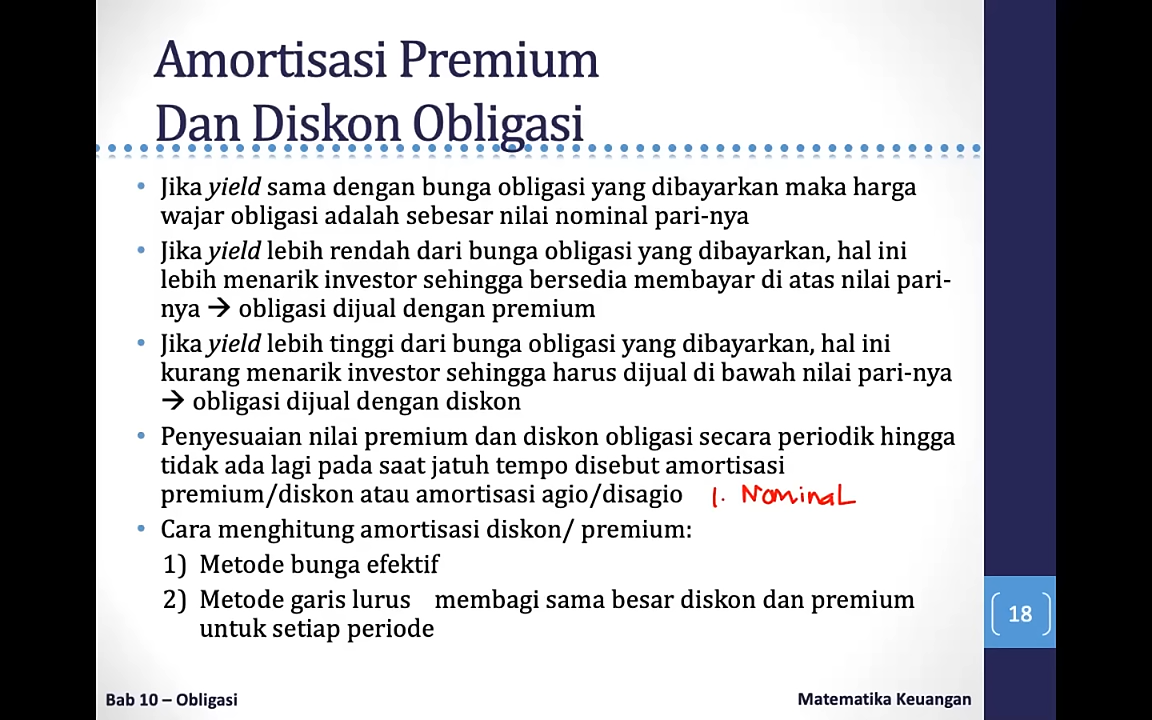 Amortisasi Premium
Dan Diskon Obligasi
• Jika yield sama dengan bunga obligasi yang dibayarkan maka harga
wajar obligasi adalah sebesar nilai nominal pari-nya
• Jika yield lebih rendah dari bunga obligasi yang dibayarkan, hal ini
lebih menarik investor sehingga bersedia membayar di atas nilai pari-
nya → obligasi dijual dengan premium
• Jika yield lebih tinggi dari bunga obligasi yang dibayarkan, hal ini
kurang menarik investor sehingga harus dijual di bawah nilai pari-nya
→ obligasi dijual dengan diskon
• Penyesuaian nilai premium dan diskon obligasi secara periodik hingga
tidak ada lagi pada saat jatuh tempo disebut amortisasi
premium/diskon atau amortisasi agio/disagio 1. NominaL
• Cara menghitung amortisasi diskon/ premium:
1) Metode bunga efektif
2) Metode garis lurus membagi sama besar diskon dan premium
untuk setiap periode
18
Bab 10 – Obligasi
Matematika Keuangan